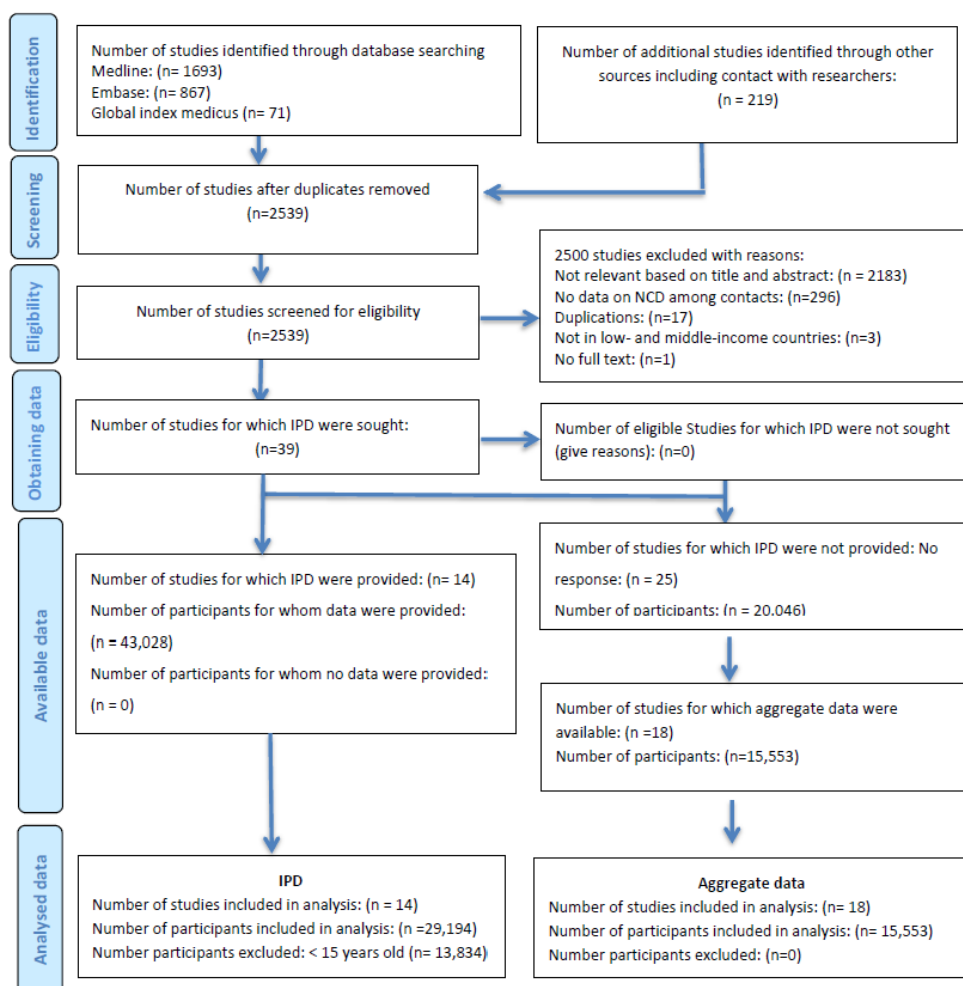 Identification
Number of studies identified through database searching
Medline: (n= 1693)
Embase: (n= 867)
Global index medicus (n= 71)
Number of additional studies identified through other
sources including contact with researchers:
(n = 219)
Screening
Number of studies after duplicates removed
(n=2539)
Eligibility
Number of studies screened for eligibility
(n=2539)
2500 studies excluded with reasons:
Not relevant based on title and abstract: (n = 2183)
No data on NCD among contacts: (n=296)
Duplications: (n=17)
Not in low- and middle-income countries: (n=3)
No full text: (n=1)
Obtaining data
Number of studies for which IPD were sought:
(n=39)
Number of eligible Studies for which IPD were not sought
(give reasons): (n=0)
Available data
Number of studies for which IPD were provided: (n= 14)
Number of participants for whom data were provided:
(n = 43,028)
Number of participants for whom no data were provided:
(n = 0)
Number of studies for which IPD were not provided: No
response: (n = 25)
Number of participants: (n = 20,046)
Number of studies for which aggregate data were
available: (n =18)
Number of participants: (n=15,553)
Analysed data
IPD
Number of studies included in analysis: (n = 14)
Number of participants included in analysis: (n =29,194)
Number participants excluded: < 15 years old (n= 13,834)
Aggregate data
Number of studies included in analysis: (n= 18)
Number of participants included in analysis: (n= 15,553)
Number participants excluded: (n=0)